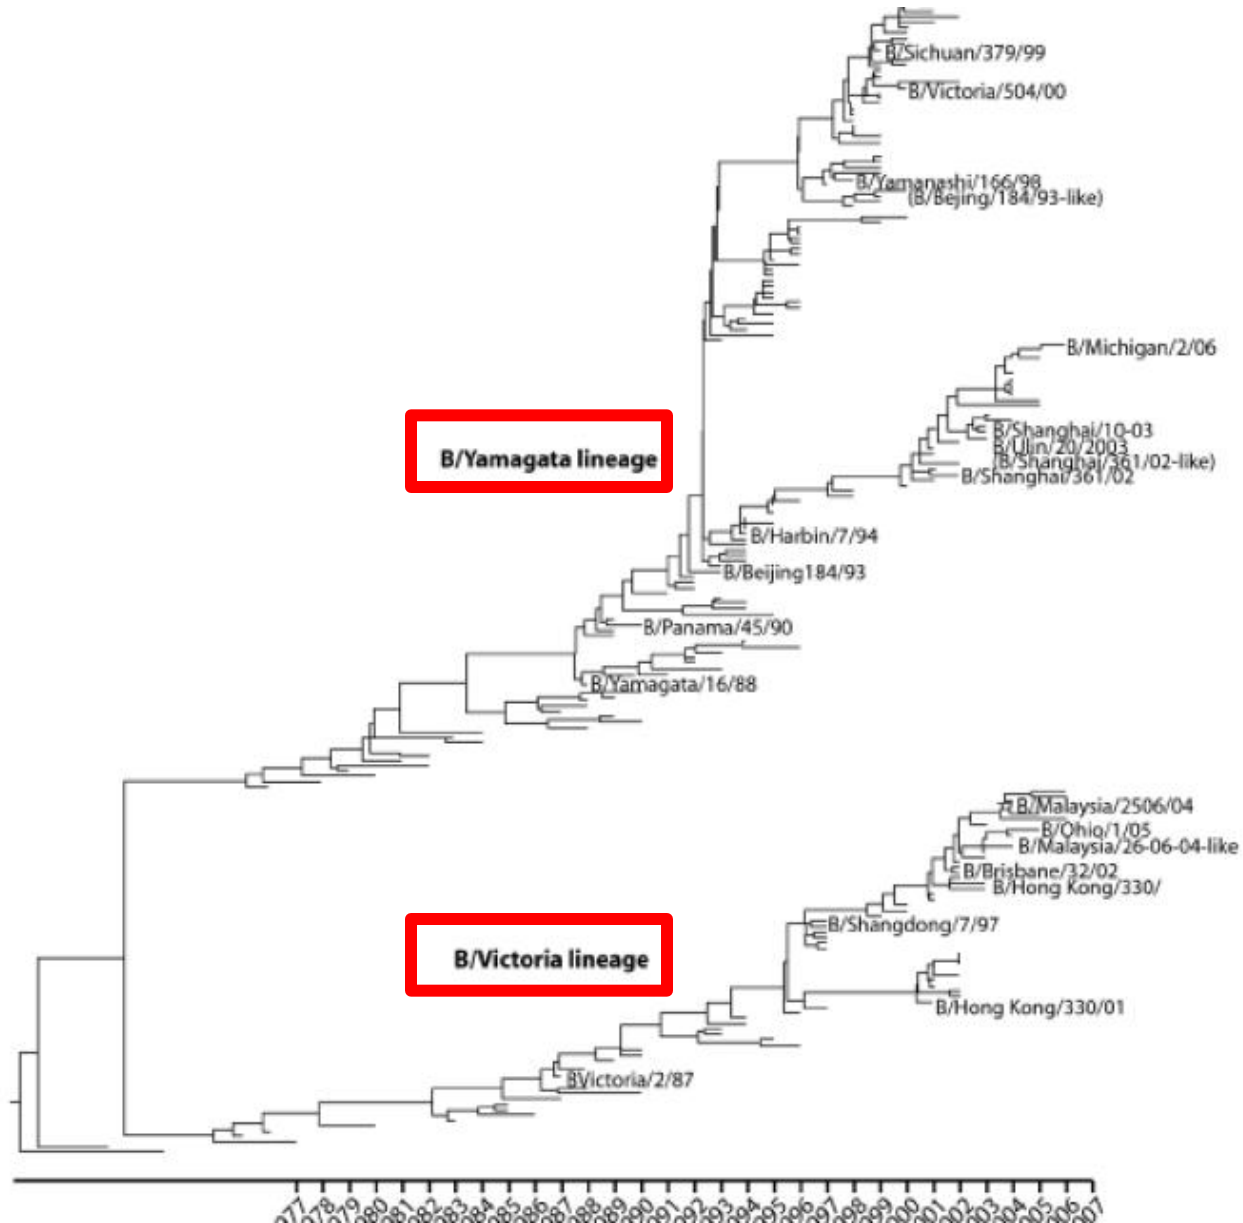 B/Sichuan/379/99
B/Victoria/504/00
B/Yamanashi/166/98
(B/Bejing/184/93-like)
B/Michigan/2/06
B/Yamagata lineage
B/Shanghai/10-03
B/Ulin/20/2003
(B/Shanghai/361/02-like)
B/Shanghai/361/02
B/Harbin/7/94
B/Beijing184/93
B/Panama/45/90
B/Yamagata/16/88
B/Malaysia/2506/04
B/Ohio/1/05
B/Malaysia/26-06-04-like
B/Brisbane/32/02
B/Hong Kong/330/
B/Shangdong/7/97
B/Victoria lineage
B/Hong Kong/330/01
BVictoria/2/87